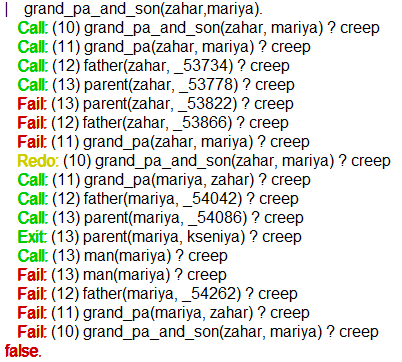 | grand_pa_and_son(zahar,mariya).
Call: (10) grand_pa_and_son(zahar, mariya) ? creep
Call: (11) grand_pa(zahar, mariya) ? creep
Call: (12) father(zahar, _53734) ? creep
Call: (13) parent(zahar, _53778) ? creep
Fail: (13) parent(zahar, _53822) ? creep
Fail: (12) father(zahar, _53866) ? creep
Fail: (11) grand_pa(zahar, mariya) ? creep
Redo: (10) grand_pa_and_son(zahar, mariya) ? creep
Call: (11) grand_pa(mariya, zahar) ? creep
Call: (12) father(mariya, _54042) ? creep
Call: (13) parent(mariya, _54086) ? creep
Exit: (13) parent(mariya, kseniya) ? creep
Call: (13) man(mariya) ? creep
Fail: (13) man(mariya) ? creep
Fail: (12) father(mariya, _54262) ? creep
Fail: (11) grand_pa(mariya, zahar) ? creep
Fail: (10) grand_pa_and_son(zahar, mariya) ? creep
false.